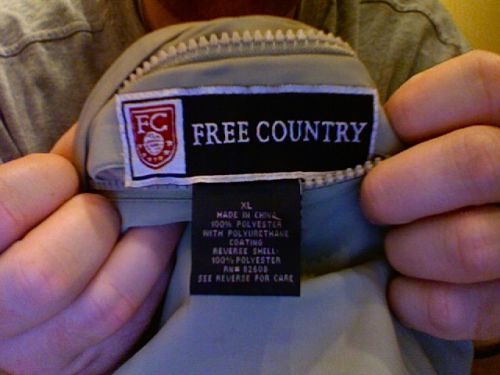 FC
FREE COUNTRY
XL
MADE IN CHINA
100% POLYESTER
WITH POLYURETHANE
COATING
REVERSE SHELL:
100% POLYESTER
RN# 82608
SEE REVERSE FOR CARE